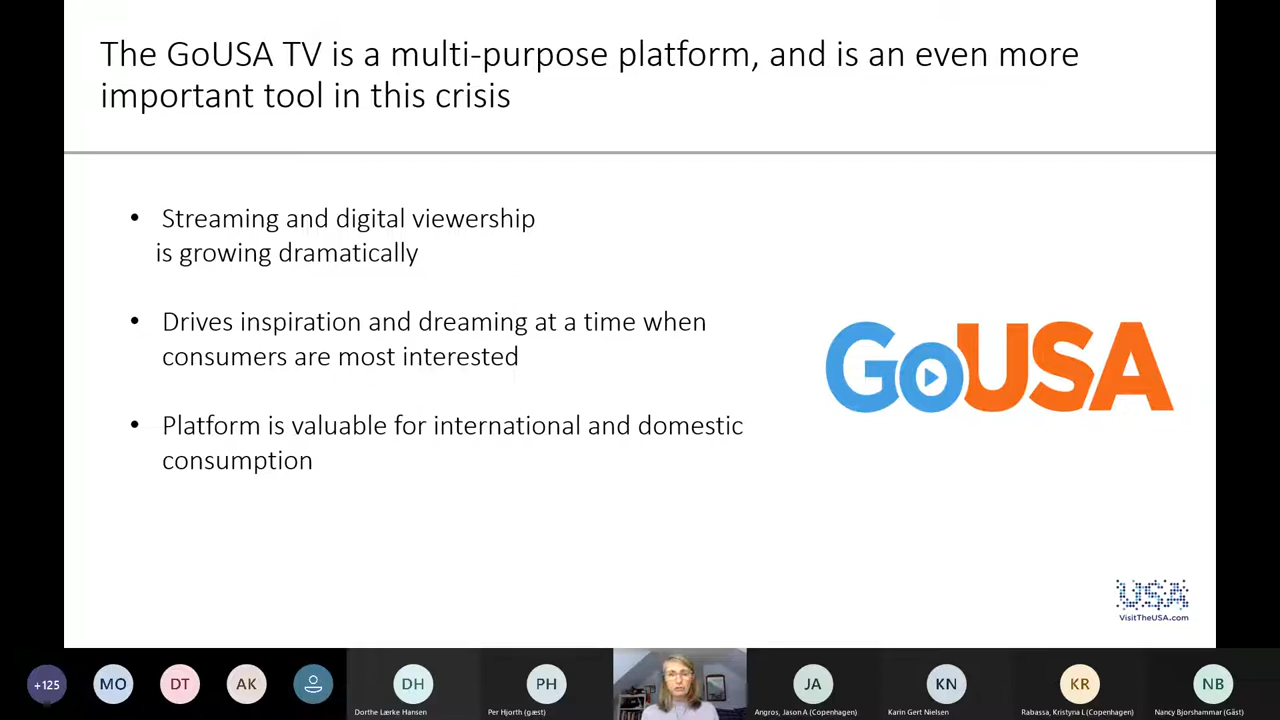 The GoUSA TV is a multi-purpose platform, and is an even more
important tool in this crisis
• Streaming and digital viewership
is growing dramatically
• Drives inspiration and dreaming at a time when
consumers are most interested
• Platform is valuable for international and domestic
consumption
GoUSA
USA
VisitTheUSA.com
+125
MO
DT
AK
DH
Dorthe Lærke Hansen
PH
Per Hjorth (gæst)
JA
Angros, Jason A (Copenhagen)
KN
Karin Gert Nielsen
KR
Rabassa, Kristyna L (Copenhagen)
NB
Nancy Bjorshammar (Gäst)